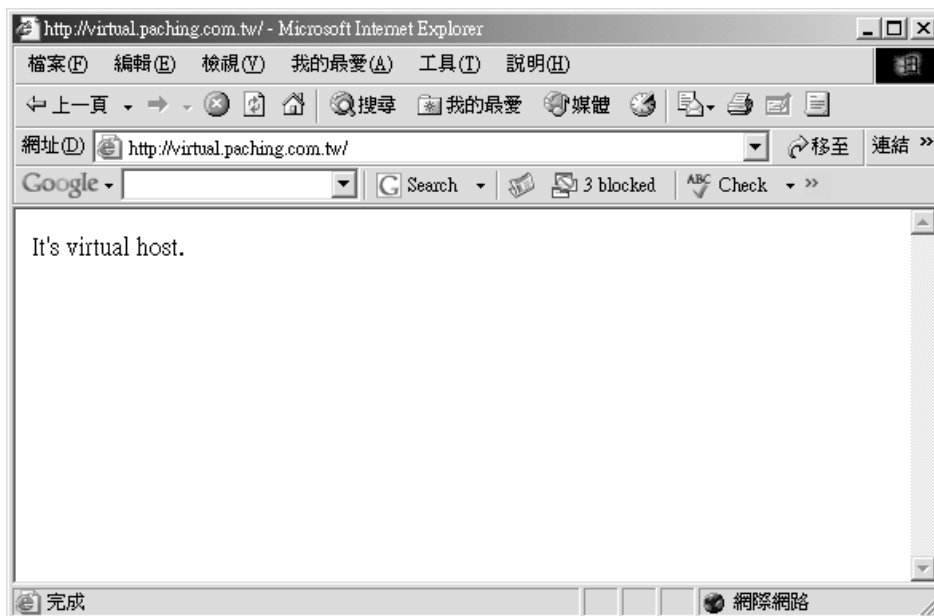 http://virtual.paching.com.tw/ - Microsoft Internet Explorer
檔案(F) 編輯(E) 檢視(V) 我的最愛(A) 工具(T) 說明(H)
上一頁 搜尋 我的最愛 媒體
網址(D) http://virtual.paching.com.tw/ 移至 連結 »
Google Search 3 blocked ABC Check »
It's virtual host.
完成 網際網路